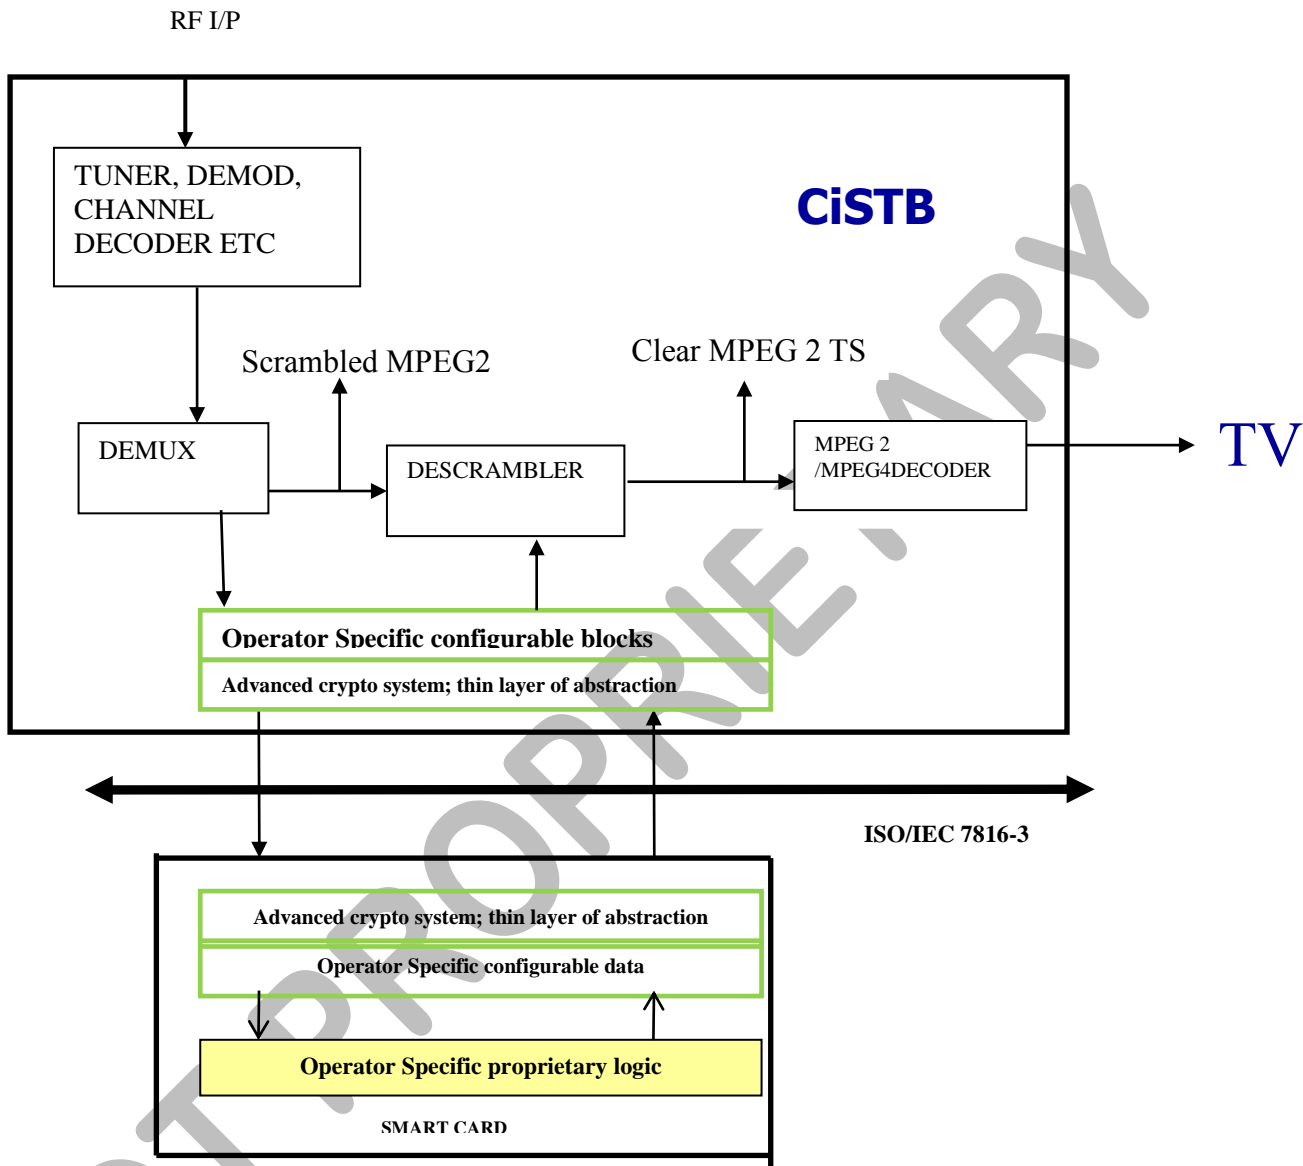 RF I/P
TUNER, DEMOD,
CHANNEL
DECODER ETC
CiSTB
Scrambled MPEG2
Clear MPEG 2 TS
DEMUX
DESCRAMBLER
MPEG 2
/MPEG4DECODER
TV
Operator Specific configurable blocks
Advanced crypto system; thin layer of abstraction
ISO/IEC 7816-3
Advanced crypto system; thin layer of abstraction
Operator Specific configurable data
Operator Specific proprietary logic
SMART CARD
PROPRIETARY